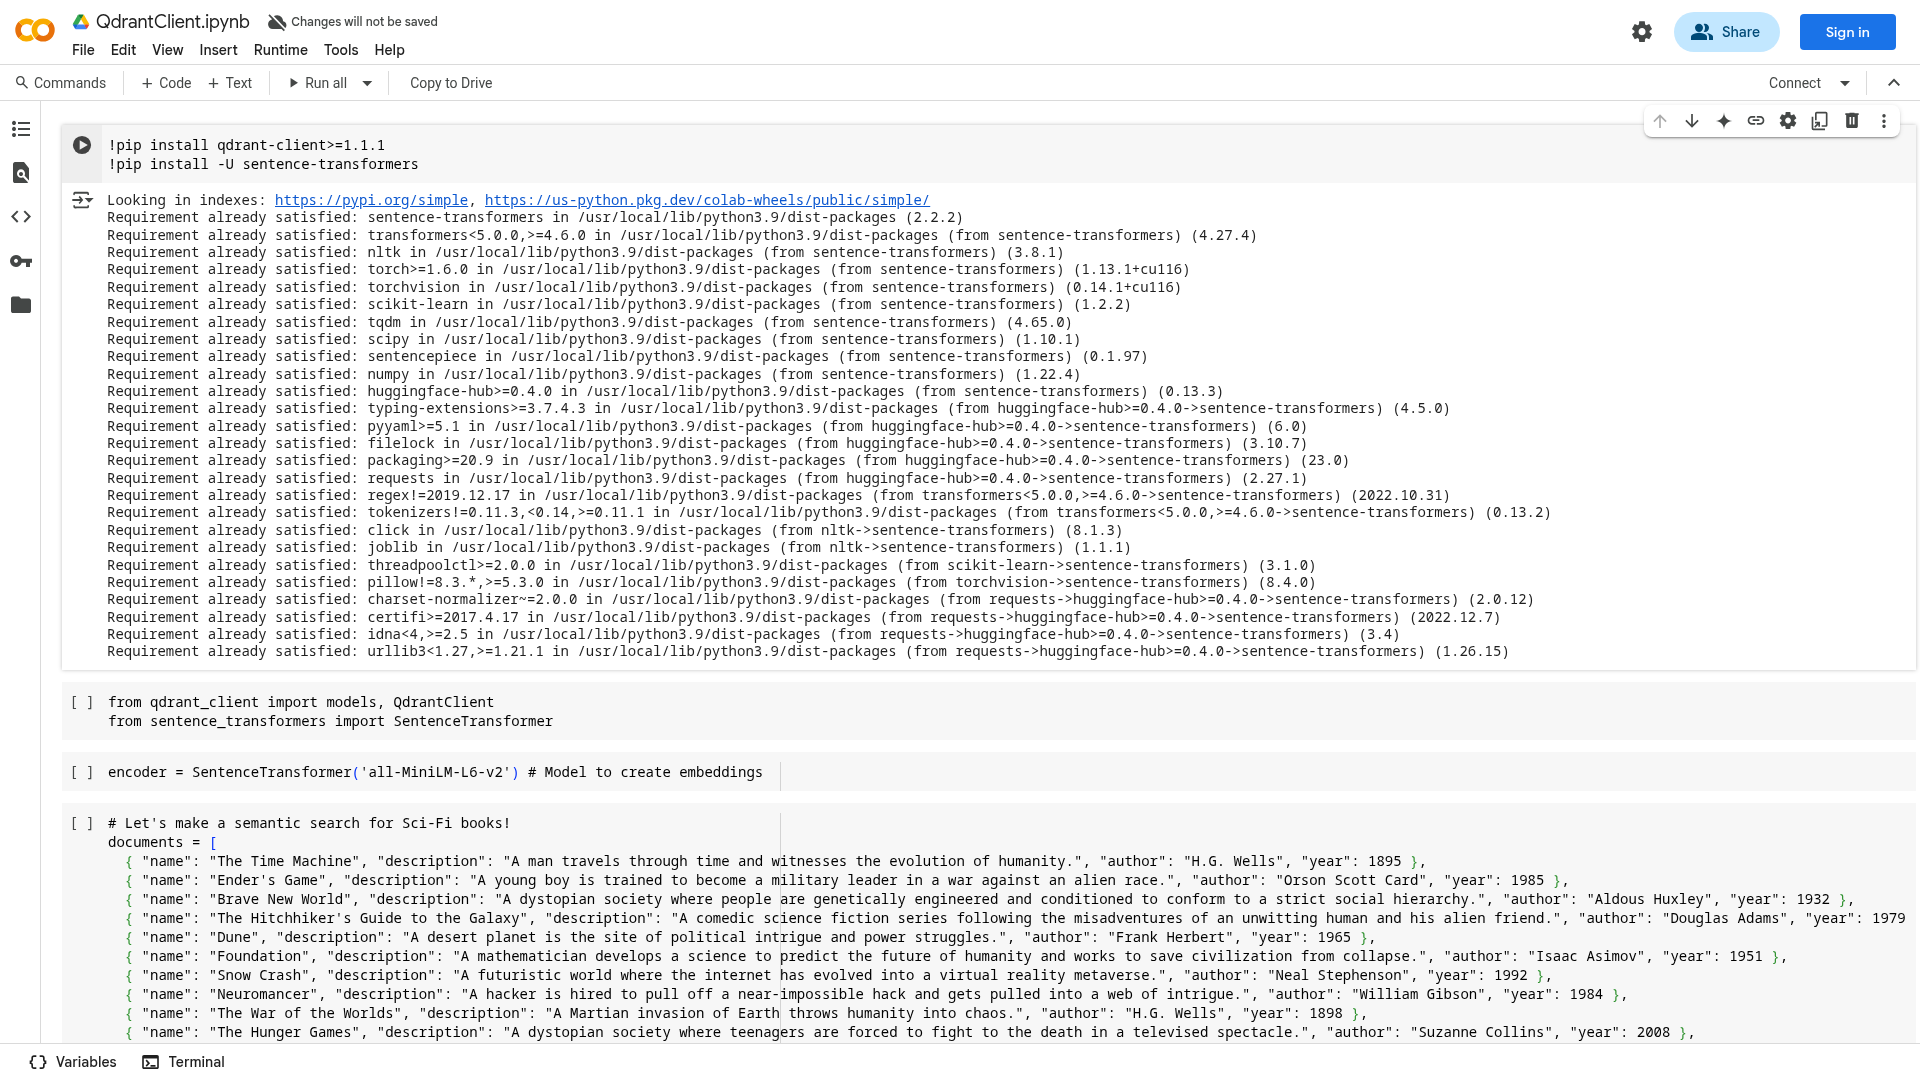 QdrantClient.ipynb
Changes will not be saved
File Edit View Insert Runtime Tools Help
Share
Sign in
Commands
+ Code
+ Text
Run all
Copy to Drive
Connect
!pip install qdrant-client>=1.1.1
!pip install -U sentence-transformers
Looking in indexes: https://pypi.org/simple, https://us-python.pkg.dev/colab-wheels/public/simple/
Requirement already satisfied: sentence-transformers in /usr/local/lib/python3.9/dist-packages (2.2.2)
Requirement already satisfied: transformers<5.0.0,>=4.6.0 in /usr/local/lib/python3.9/dist-packages (from sentence-transformers) (4.27.4)
Requirement already satisfied: nltk in /usr/local/lib/python3.9/dist-packages (from sentence-transformers) (3.8.1)
Requirement already satisfied: torch>=1.6.0 in /usr/local/lib/python3.9/dist-packages (from sentence-transformers) (1.13.1+cu116)
Requirement already satisfied: torchvision in /usr/local/lib/python3.9/dist-packages (from sentence-transformers) (0.14.1+cu116)
Requirement already satisfied: scikit-learn in /usr/local/lib/python3.9/dist-packages (from sentence-transformers) (1.2.2)
Requirement already satisfied: tqdm in /usr/local/lib/python3.9/dist-packages (from sentence-transformers) (4.65.0)
Requirement already satisfied: scipy in /usr/local/lib/python3.9/dist-packages (from sentence-transformers) (1.10.1)
Requirement already satisfied: sentencepiece in /usr/local/lib/python3.9/dist-packages (from sentence-transformers) (0.1.97)
Requirement already satisfied: numpy in /usr/local/lib/python3.9/dist-packages (from sentence-transformers) (1.22.4)
Requirement already satisfied: huggingface-hub>=0.4.0 in /usr/local/lib/python3.9/dist-packages (from sentence-transformers) (0.13.3)
Requirement already satisfied: typing-extensions>=3.7.4.3 in /usr/local/lib/python3.9/dist-packages (from huggingface-hub>=0.4.0->sentence-transformers) (4.5.0)
Requirement already satisfied: pyyaml>=5.1 in /usr/local/lib/python3.9/dist-packages (from huggingface-hub>=0.4.0->sentence-transformers) (6.0)
Requirement already satisfied: filelock in /usr/local/lib/python3.9/dist-packages (from huggingface-hub>=0.4.0->sentence-transformers) (3.10.7)
Requirement already satisfied: packaging>=20.9 in /usr/local/lib/python3.9/dist-packages (from huggingface-hub>=0.4.0->sentence-transformers) (23.0)
Requirement already satisfied: requests in /usr/local/lib/python3.9/dist-packages (from huggingface-hub>=0.4.0->sentence-transformers) (2.27.1)
Requirement already satisfied: regex!=2019.12.17 in /usr/local/lib/python3.9/dist-packages (from transformers<5.0.0,>=4.6.0->sentence-transformers) (2022.10.31)
Requirement already satisfied: tokenizers!=0.11.3,<0.14,>=0.11.1 in /usr/local/lib/python3.9/dist-packages (from transformers<5.0.0,>=4.6.0->sentence-transformers) (0.13.2)
Requirement already satisfied: click in /usr/local/lib/python3.9/dist-packages (from nltk->sentence-transformers) (8.1.3)
Requirement already satisfied: joblib in /usr/local/lib/python3.9/dist-packages (from nltk->sentence-transformers) (1.1.1)
Requirement already satisfied: threadpoolctl>=2.0.0 in /usr/local/lib/python3.9/dist-packages (from scikit-learn->sentence-transformers) (3.1.0)
Requirement already satisfied: pillow!=8.3.*,>=5.3.0 in /usr/local/lib/python3.9/dist-packages (from torchvision->sentence-transformers) (8.4.0)
Requirement already satisfied: charset-normalizer~=2.0.0 in /usr/local/lib/python3.9/dist-packages (from requests->huggingface-hub>=0.4.0->sentence-transformers) (2.0.12)
Requirement already satisfied: certifi>=2017.4.17 in /usr/local/lib/python3.9/dist-packages (from requests->huggingface-hub>=0.4.0->sentence-transformers) (2022.12.7)
Requirement already satisfied: idna<4,>=2.5 in /usr/local/lib/python3.9/dist-packages (from requests->huggingface-hub>=0.4.0->sentence-transformers) (3.4)
Requirement already satisfied: urllib3<1.27,>=1.21.1 in /usr/local/lib/python3.9/dist-packages (from requests->huggingface-hub>=0.4.0->sentence-transformers) (1.26.15)
[ ] from qdrant_client import models, QdrantClient
from sentence_transformers import SentenceTransformer
[ ] encoder = SentenceTransformer('all-MiniLM-L6-v2') # Model to create embeddings
[ ] # Let's make a semantic search for Sci-Fi books!
documents = [
{ "name": "The Time Machine", "description": "A man travels through time and witnesses the evolution of humanity.", "author": "H.G. Wells", "year": 1895 },
{ "name": "Ender's Game", "description": "A young boy is trained to become a military leader in a war against an alien race.", "author": "Orson Scott Card", "year": 1985 },
{ "name": "Brave New World", "description": "A dystopian society where people are genetically engineered and conditioned to conform to a strict social hierarchy.", "author": "Aldous Huxley", "year": 1932 },
{ "name": "The Hitchhiker's Guide to the Galaxy", "description": "A comedic science fiction series following the misadventures of an unwitting human and his alien friend.", "author": "Douglas Adams", "year": 1979
{ "name": "Dune", "description": "A desert planet is the site of political intrigue and power struggles.", "author": "Frank Herbert", "year": 1965 },
{ "name": "Foundation", "description": "A mathematician develops a science to predict the future of humanity and works to save civilization from collapse.", "author": "Isaac Asimov", "year": 1951 },
{ "name": "Snow Crash", "description": "A futuristic world where the internet has evolved into a virtual reality metaverse.", "author": "Neal Stephenson", "year": 1992 },
{ "name": "Neuromancer", "description": "A hacker is hired to pull off a near-impossible hack and gets pulled into a web of intrigue.", "author": "William Gibson", "year": 1984 },
{ "name": "The War of the Worlds", "description": "A Martian invasion of Earth throws humanity into chaos.", "author": "H.G. Wells", "year": 1898 },
{ "name": "The Hunger Games", "description": "A dystopian society where teenagers are forced to fight to the death in a televised spectacle.", "author": "Suzanne Collins", "year": 2008 },
Variables
Terminal